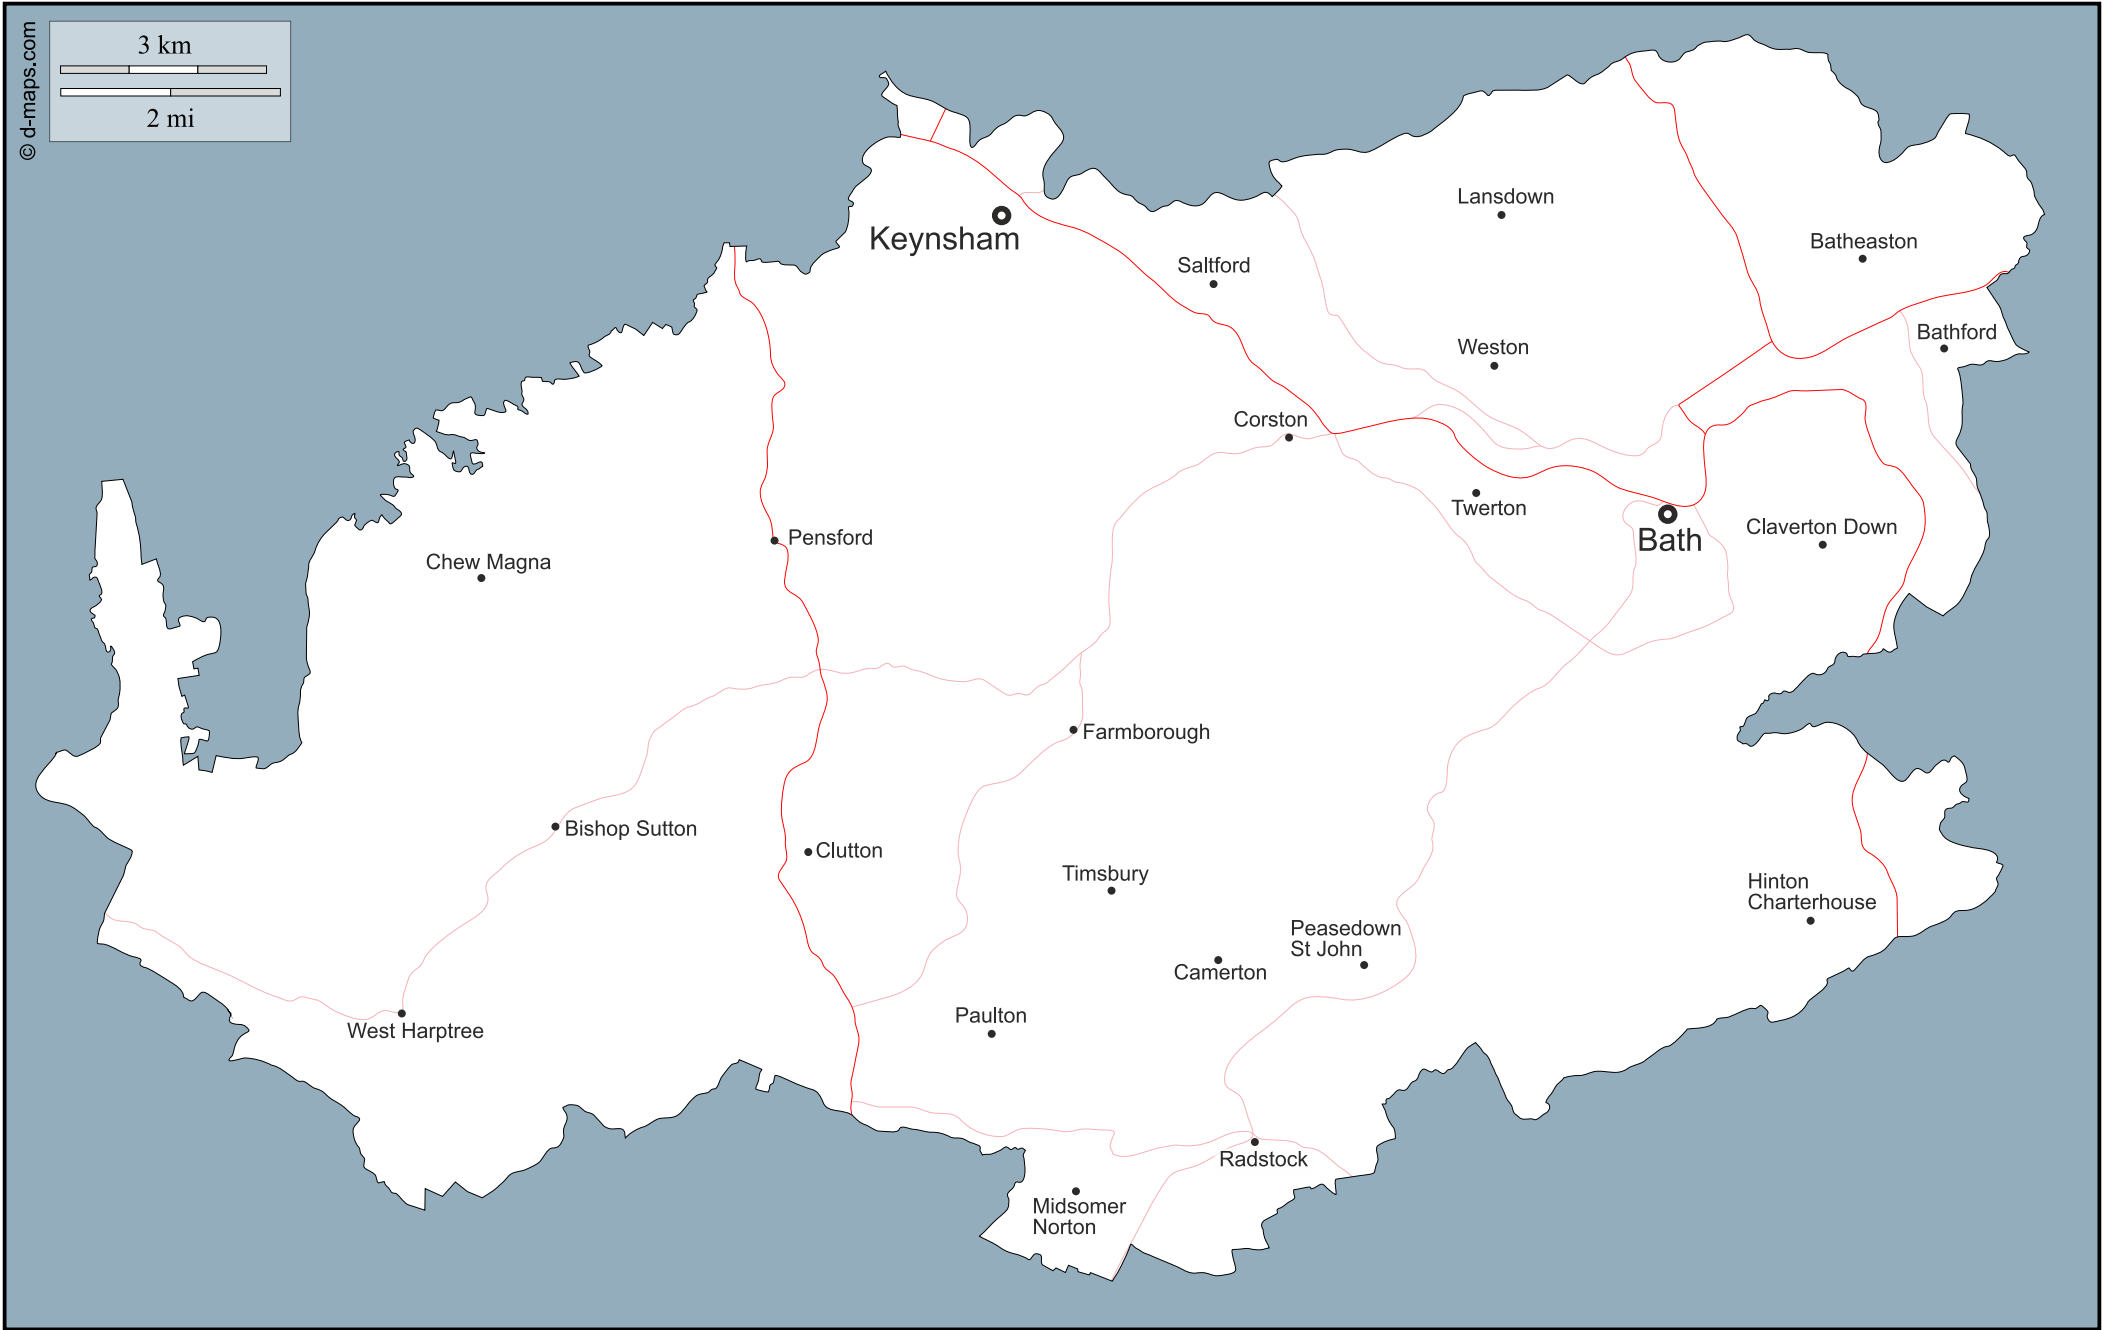 © d-maps.com
3 km
2 mi
Lansdown
Keynsham
Batheaston
Saltford
Bathford
Weston
Corston
Twerton
Claverton Down
Pensford
Bath
Chew Magna
Farmborough
Bishop Sutton
Clutton
Timsbury
Hinton
Charterhouse
Peasedown
St John
Camerton
Paulton
West Harptree
Radstock
Midsomer
Norton